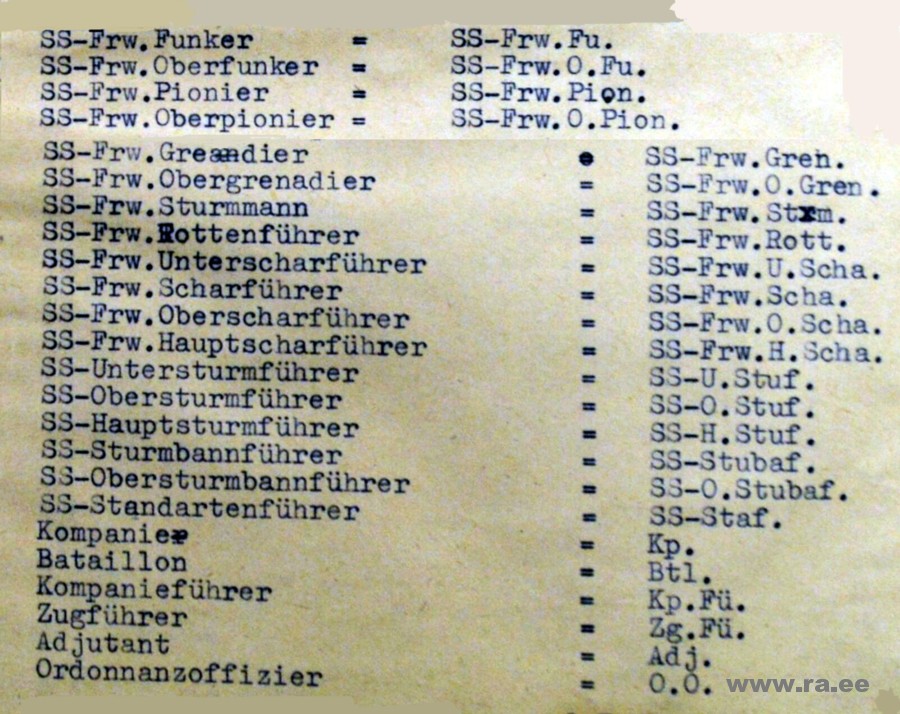 SS-Frw.Funker = SS-Frw.Fu.
SS-Frw.Oberfunker = SS-Frw.O.Fu.
SS-Frw.Pionier = SS-Frw.Pion.
SS-Frw.Oberpionier = SS-Frw.O.Pion.
SS-Frw.Greandier = SS-Frw.Gren.
SS-Frw.Obergrenadier = SS-Frw.O.Gren.
SS-Frw.Sturmmann = SS-Frw.Strm.
SS-Frw.Rottenführer = SS-Frw.Rott.
SS-Frw.Unterscharführer = SS-Frw.U.Scha.
SS-Frw.Scharführer = SS-Frw.Scha.
SS-Frw.Oberscharführer = SS-Frw.O.Scha.
SS-Frw.Hauptscharführer = SS-Frw.H.Scha.
SS-Untersturmführer = SS-U.Stuf.
SS-Obersturmführer = SS-O.Stuf.
SS-Hauptsturmführer = SS-H.Stuf.
SS-Sturmbannführer = SS-Stubaf.
SS-Obersturmbannführer = SS-O.Stubaf.
SS-Standartenführer = SS-Staf.
Kompanie = Kp.
Bataillon = Btl.
Kompanieführer = Kp.Fü.
Zugführer = Zg.Fü.
Adjutant = Adj.
Ordonnanzoffizier = O.O.
www.ra.ee